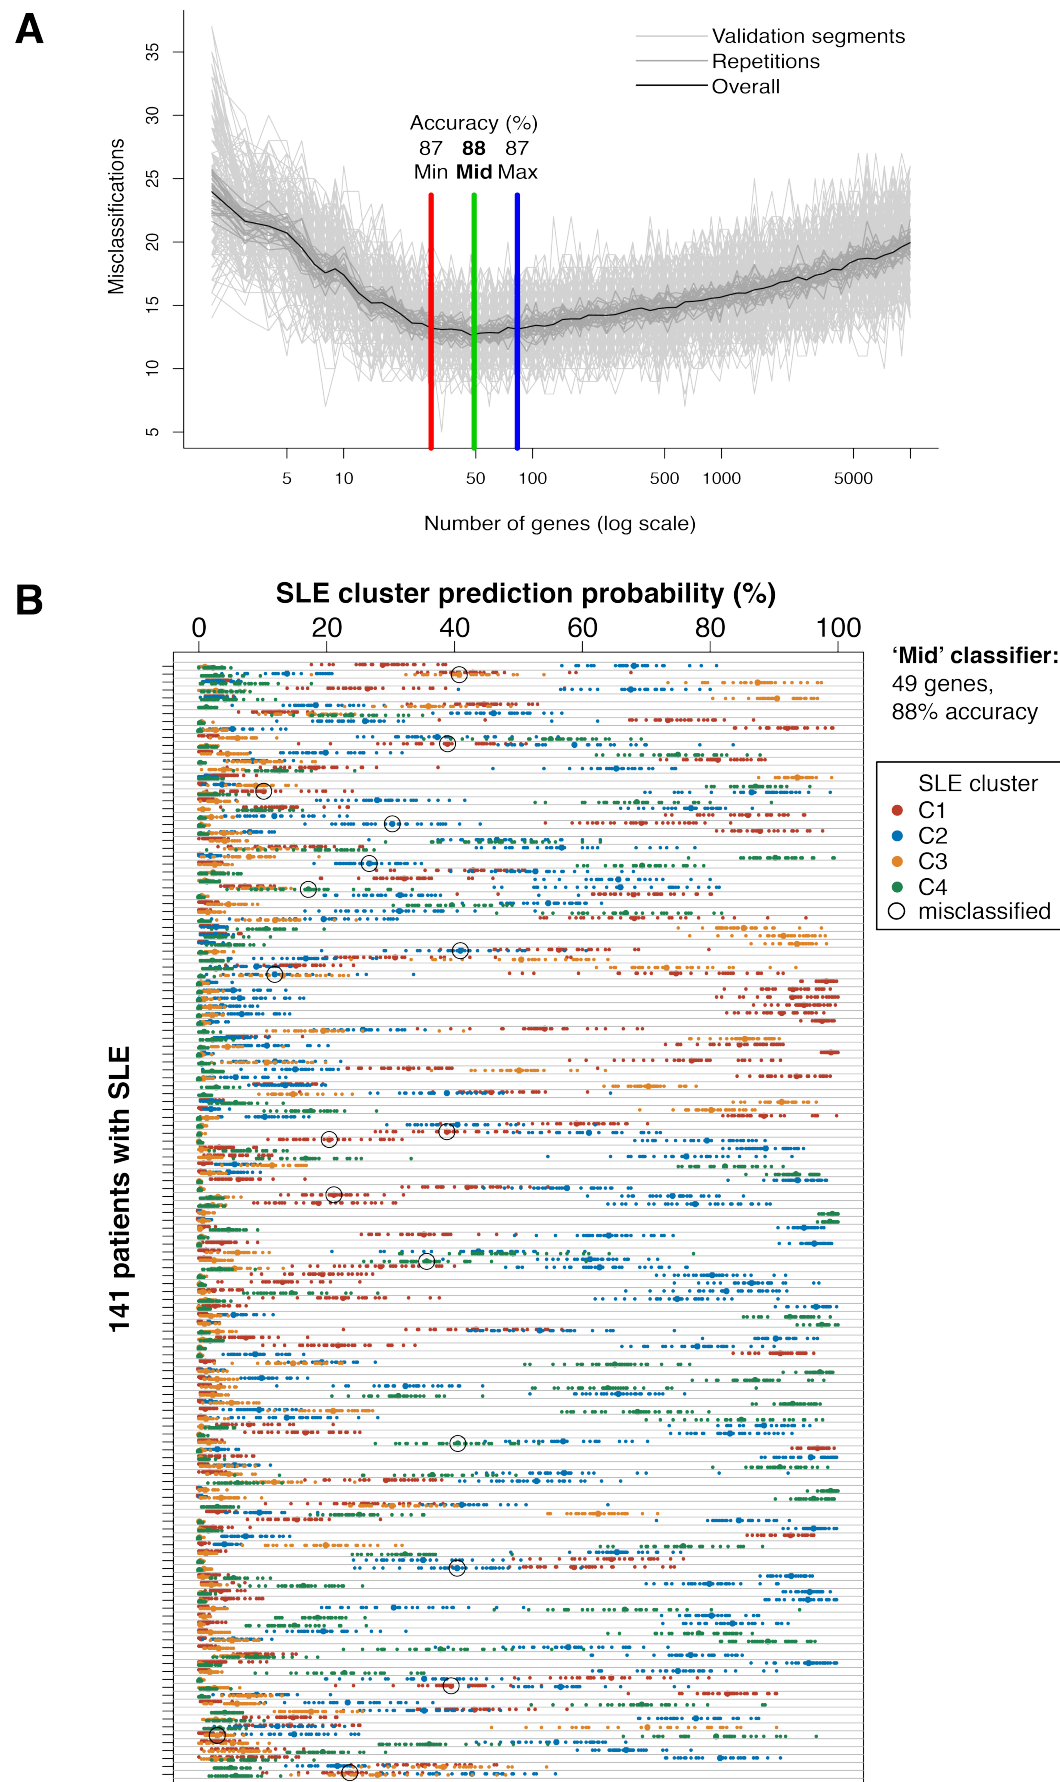 A
35
30
25
20
15
10
5
Misclassifications
Validation segments
Repetitions
Overall
Accuracy (%)
87 88 87
Min Mid Max
5 10 50 100 500 1000 5000
Number of genes (log scale)
B
SLE cluster prediction probability (%)
0 20 40 60 80 100
141 patients with SLE
‘Mid’ classifier:
49 genes,
88% accuracy
SLE cluster
C1
C2
C3
C4
misclassified